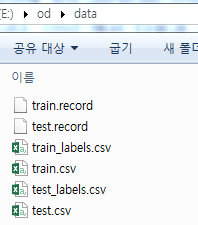 (E:) ▸ od ▸ data
공유 대상 ▾ 굽기 새 폴
이름
train.record
test.record
train_labels.csv
train.csv
test_labels.csv
test.csv